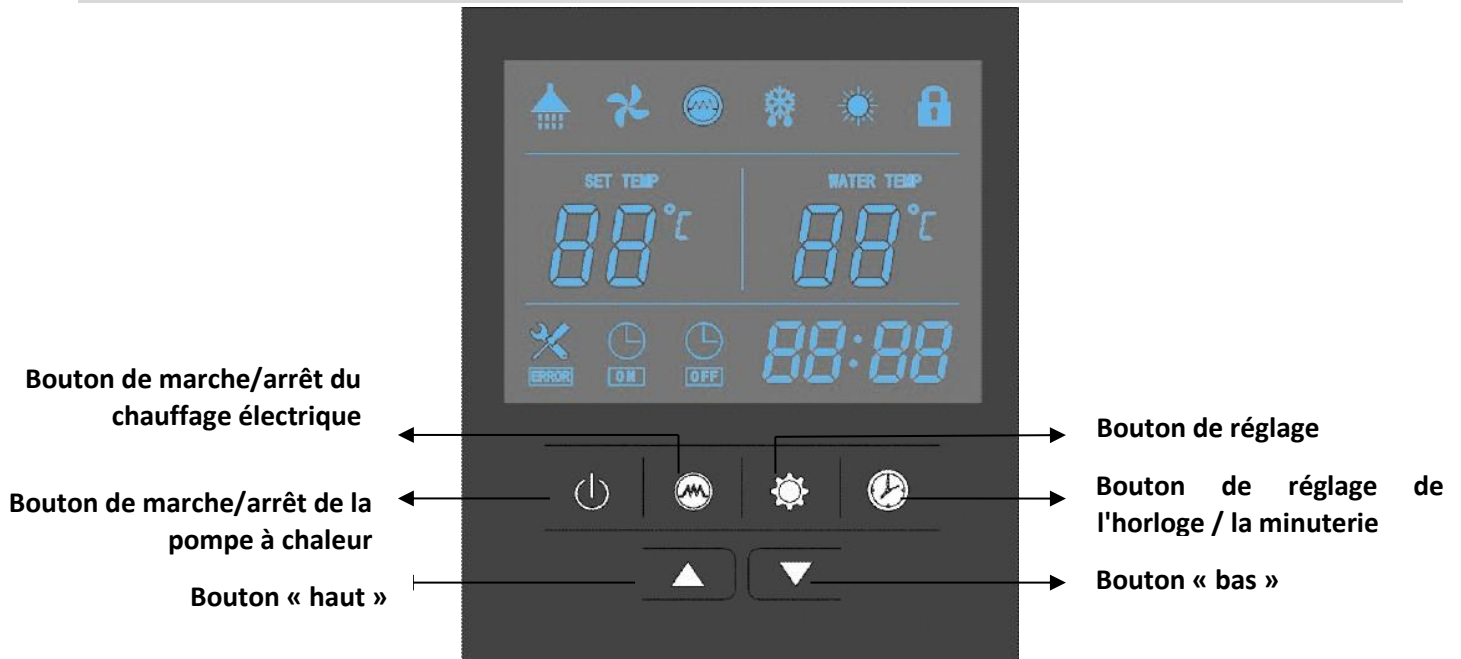 SET TEMP
WATER TEMP
88°C
88°C
ERROR
ON
OFF
88:88
Bouton de marche/arrêt du
chauffage électrique
Bouton de marche/arrêt de la
pompe à chaleur
Bouton « haut »
Bouton de réglage
Bouton de réglage de
l'horloge / la minuterie
Bouton « bas »